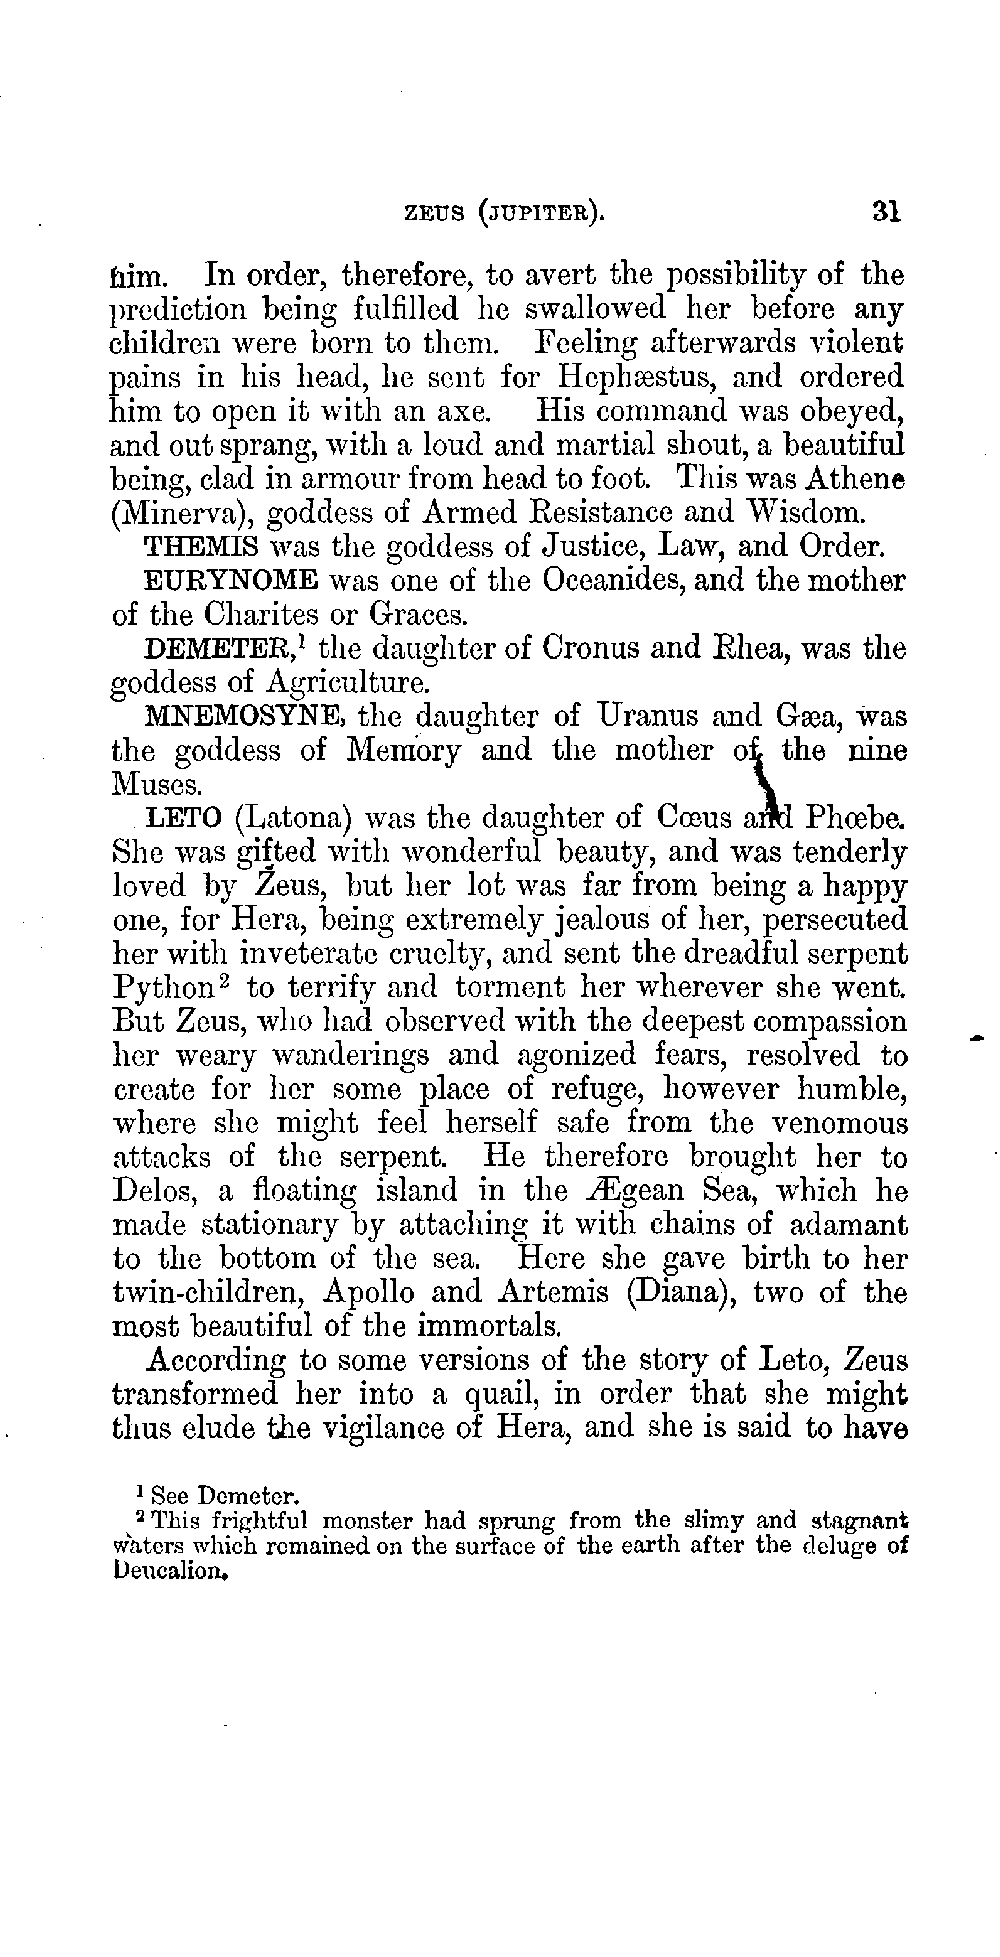 ZEUS (JUPITER). 31
him. In order, therefore, to avert the possibility of the
prediction being fulfilled he swallowed her before any
children were born to them. Feeling afterwards violent
pains in his head, he sent for Hephæstus, and ordered
him to open it with an axe. His command was obeyed,
and out sprang, with a loud and martial shout, a beautiful
being, clad in armour from head to foot. This was Athene
(Minerva), goddess of Armed Resistance and Wisdom.
THEMIS was the goddess of Justice, Law, and Order.
EURYNOME was one of the Oceanides, and the mother
of the Charites or Graces.
DEMETER,¹ the daughter of Cronus and Rhea, was the
goddess of Agriculture.
MNEMOSYNE, the daughter of Uranus and Gæa, was
the goddess of Memory and the mother of the nine
Muses.
LETO (Latona) was the daughter of Cœus and Phœbe.
She was gifted with wonderful beauty, and was tenderly
loved by Zeus, but her lot was far from being a happy
one, for Hera, being extremely jealous of her, persecuted
her with inveterate cruelty, and sent the dreadful serpent
Python² to terrify and torment her wherever she went.
But Zeus, who had observed with the deepest compassion
her weary wanderings and agonized fears, resolved to
create for her some place of refuge, however humble,
where she might feel herself safe from the venomous
attacks of the serpent. He therefore brought her to
Delos, a floating island in the Ægean Sea, which he
made stationary by attaching it with chains of adamant
to the bottom of the sea. Here she gave birth to her
twin-children, Apollo and Artemis (Diana), two of the
most beautiful of the immortals.
According to some versions of the story of Leto, Zeus
transformed her into a quail, in order that she might
thus elude the vigilance of Hera, and she is said to have
¹ See Demeter.
² This frightful monster had sprung from the slimy and stagnant
waters which remained on the surface of the earth after the deluge of
Deucalion.